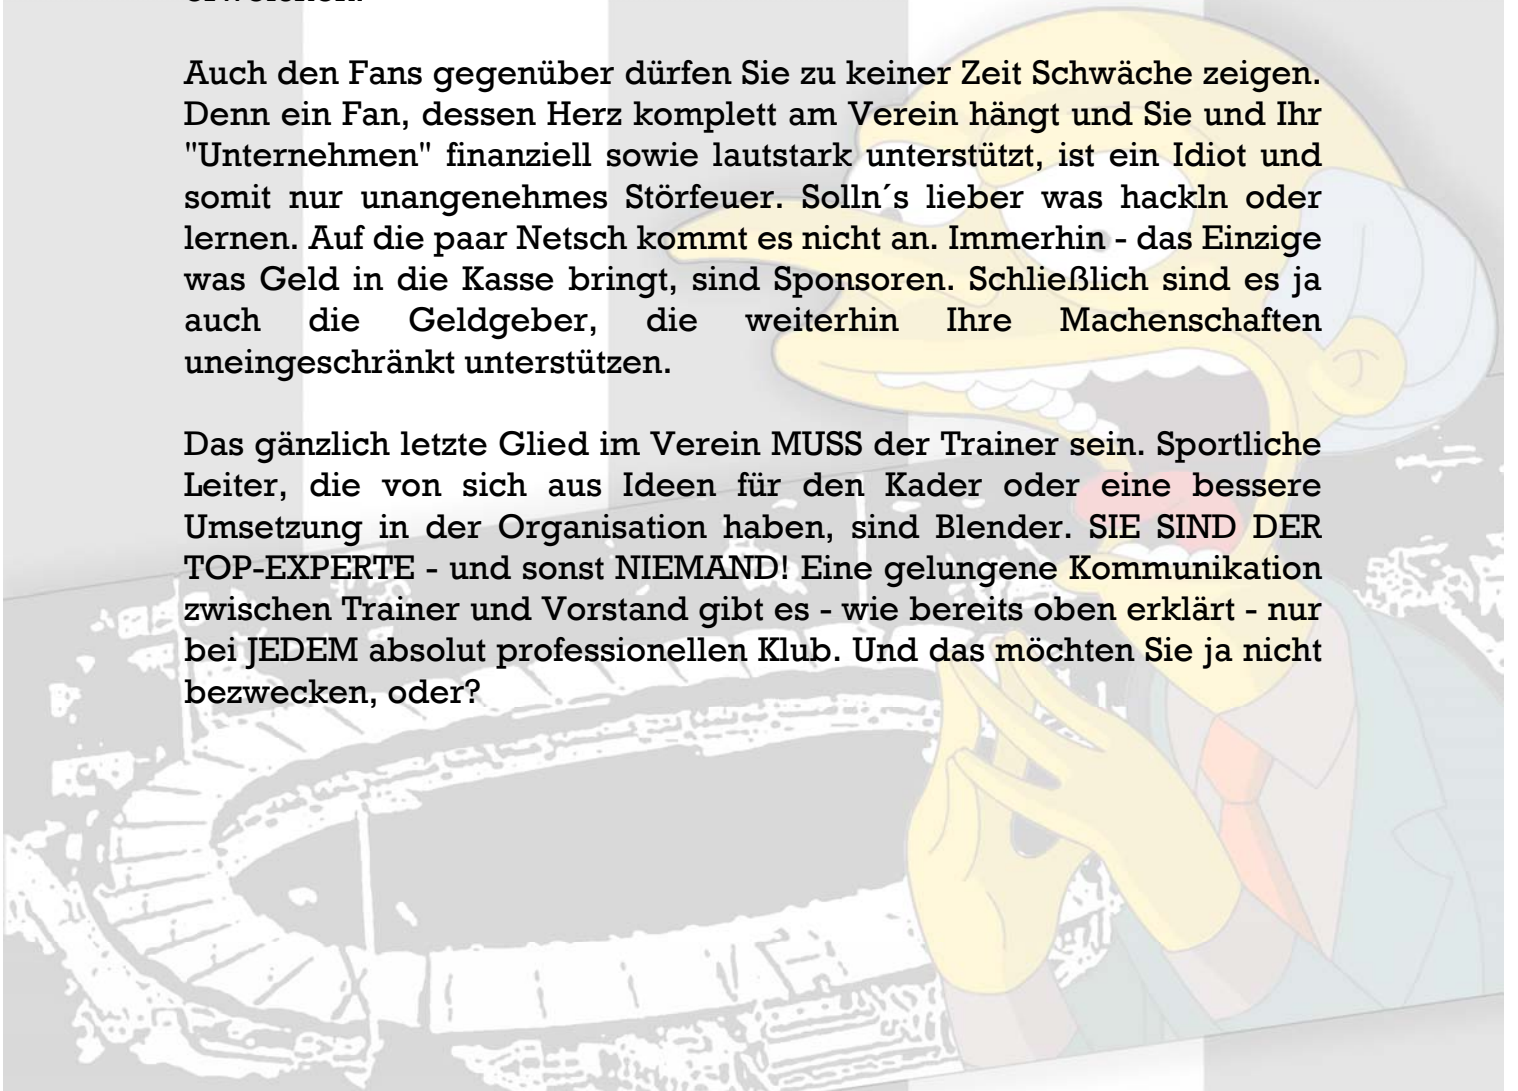 Auch den Fans gegenüber dürfen Sie zu keiner Zeit Schwäche zeigen.
Denn ein Fan, dessen Herz komplett am Verein hängt und Sie und Ihr
"Unternehmen" finanziell sowie lautstark unterstützt, ist ein Idiot und
somit nur unangenehmes Störfeuer. Solln´s lieber was hackln oder
lernen. Auf die paar Netsch kommt es nicht an. Immerhin - das Einzige
was Geld in die Kasse bringt, sind Sponsoren. Schließlich sind es ja
auch die Geldgeber, die weiterhin Ihre Machenschaften
uneingeschränkt unterstützen.
Das gänzlich letzte Glied im Verein MUSS der Trainer sein. Sportliche
Leiter, die von sich aus Ideen für den Kader oder eine bessere
Umsetzung in der Organisation haben, sind Blender. SIE SIND DER
TOP-EXPERTE - und sonst NIEMAND! Eine gelungene Kommunikation
zwischen Trainer und Vorstand gibt es - wie bereits oben erklärt - nur
bei JEDEM absolut professionellen Klub. Und das möchten Sie ja nicht
bezwecken, oder?